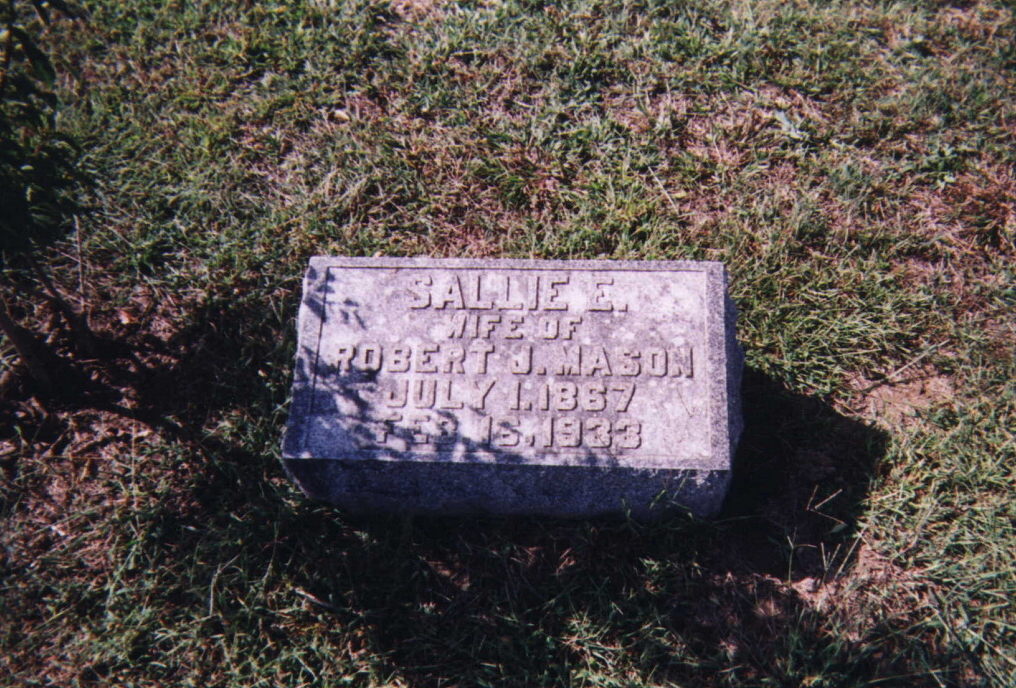 SALLIE E.
WIFE OF
ROBERT J. MASON
JULY 1. 1867
FEB 16. 1933